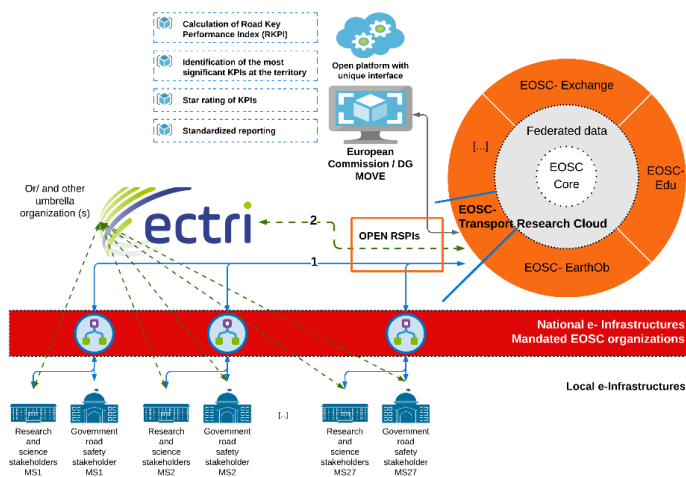 Calculation of Road Key
Performance Index (RKPI)
Identification of the most
significant KPIs at the territory
Star rating of KPIs
Standardized reporting
Open platform with
unique interface
European
Commission / DG
MOVE
EOSC- Exchange
[...]
Federated data
EOSC
Core
EOSC-
Edu
EOSC-
Transport Research Cloud
EOSC- EarthOb
Or/ and other
umbrella
organization (s)
ectri
2
OPEN RSPIs
1
National e- Infrastructures
Mandated EOSC organizations
Local e-Infrastructures
Research
and
science
stakeholders
MS1
Government
road
safety
stakeholder
MS1
Research
and
science
stakeholders
MS2
Government
road
safety
stakeholder
MS2
[...]
Research
and
science
stakeholders
MS27
Government
road
safety
stakeholder
MS27